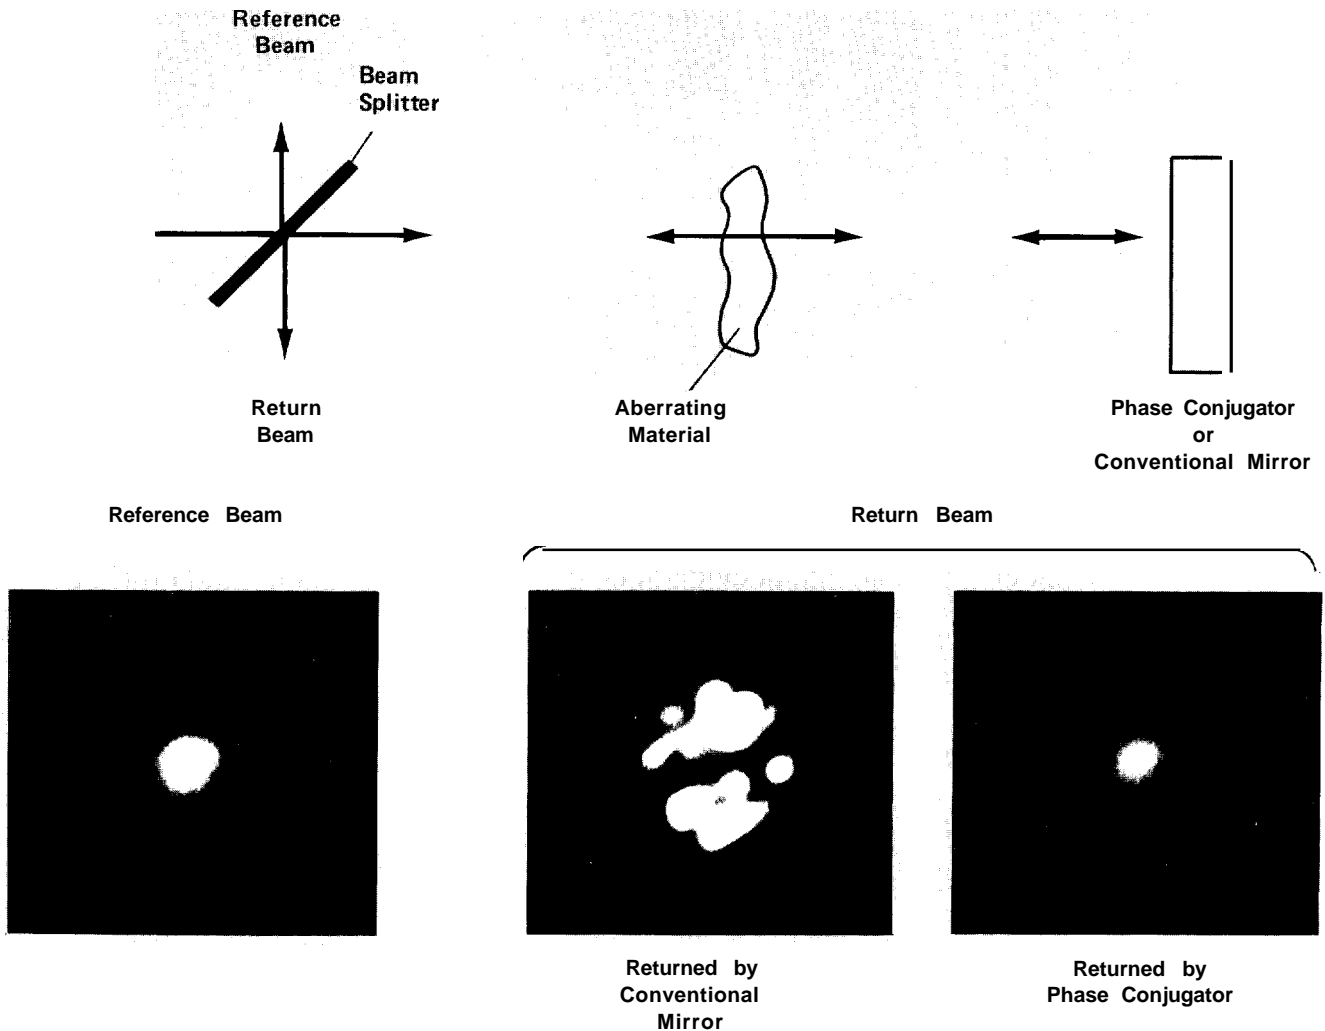 Reference
Beam
Beam
Splitter
Return
Beam
Aberrating
Material
Phase Conjugator
or
Conventional Mirror
Reference Beam
Return Beam
Returned by
Conventional
Mirror
Returned by
Phase Conjugator